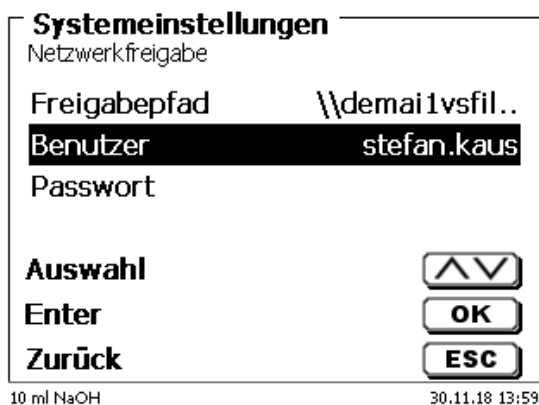 Systemeinstellungen
Netzwerkfreigabe
Freigabepfad \\demai1vsfil..
Benutzer stefan.kaus
Passwort
Auswahl
Enter OK
Zurück ESC
10 ml NaOH 30.11.18 13:59